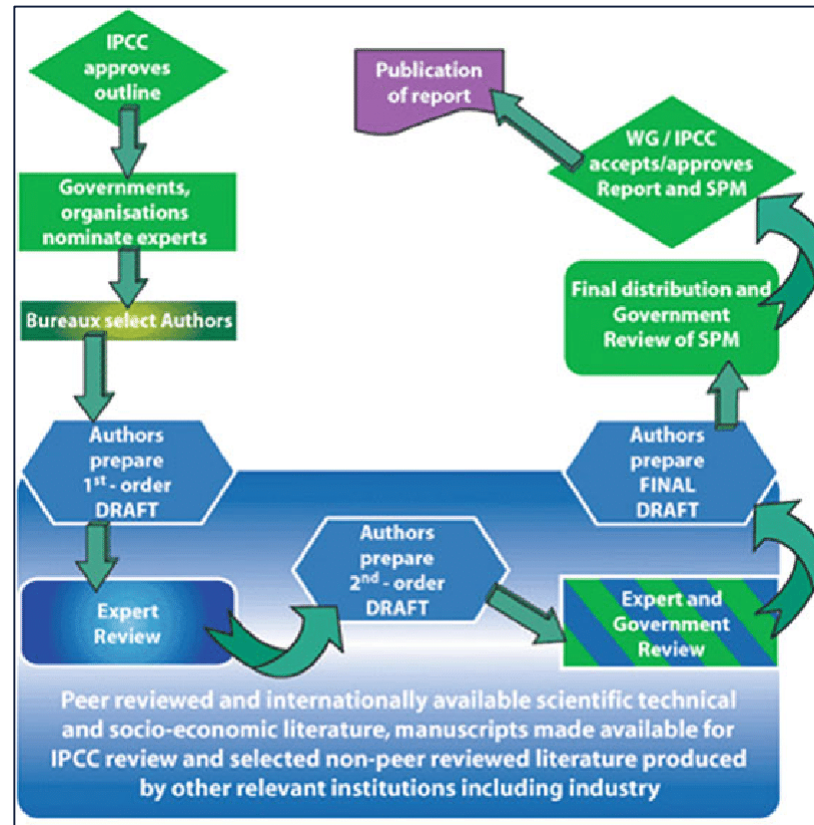 IPCC
approves
outline
Governments,
organisations
nominate experts
Bureaux select Authors
Authors
prepare
1st - order
DRAFT
Expert
Review
Authors
prepare
2nd - order
DRAFT
Expert and
Government
Review
Authors
prepare
FINAL
DRAFT
Final distribution and
Government
Review of SPM
WG / IPCC
accepts/approves
Report and SPM
Publication
of report
Peer reviewed and internationally available scientific technical
and socio-economic literature, manuscripts made available for
IPCC review and selected non-peer reviewed literature produced
by other relevant institutions including industry